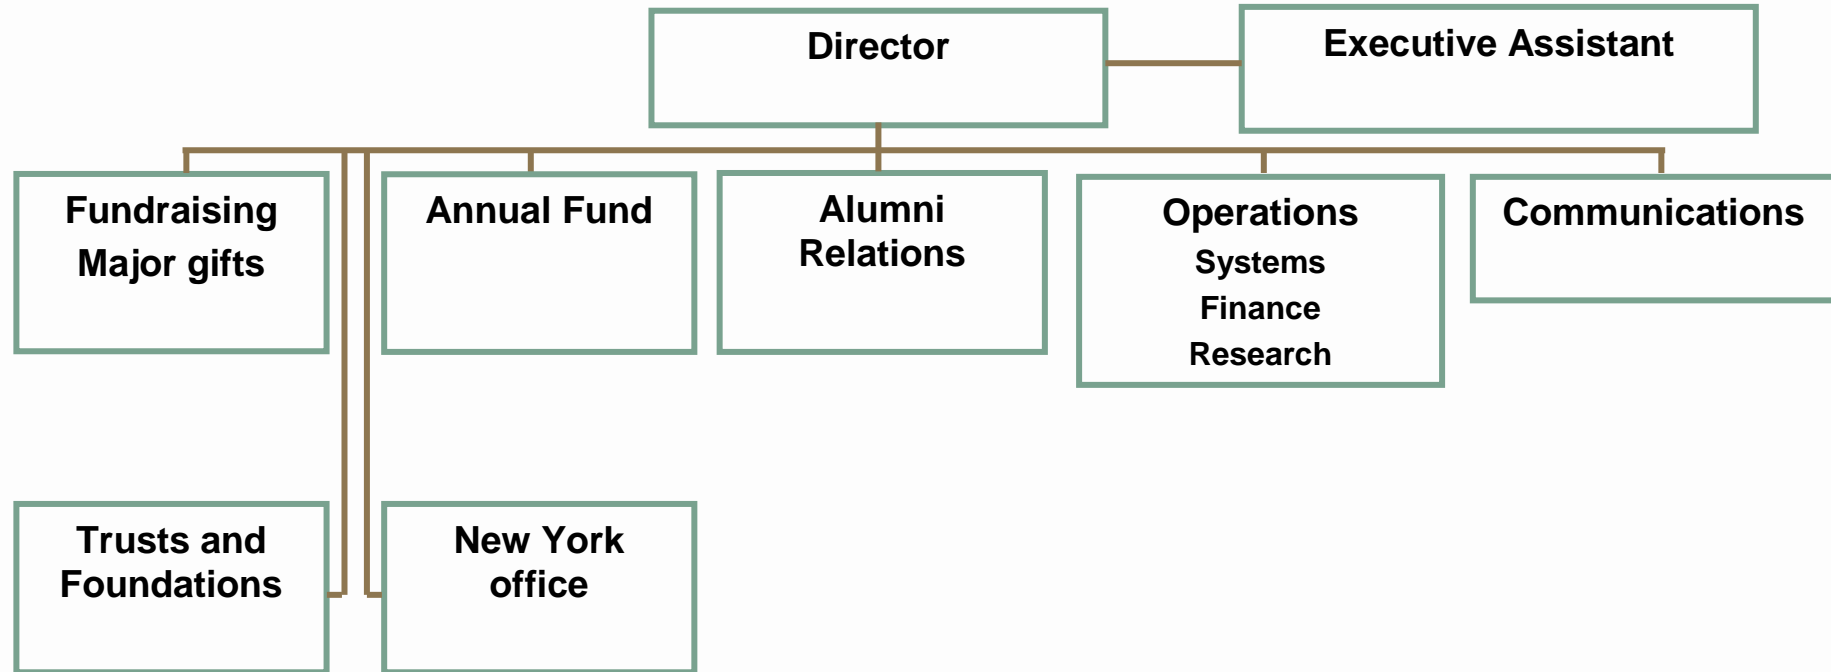 Director
Executive Assistant
Fundraising
Major gifts
Annual Fund
Alumni
Relations
Operations
Systems
Finance
Research
Communications
Trusts and
Foundations
New York
office